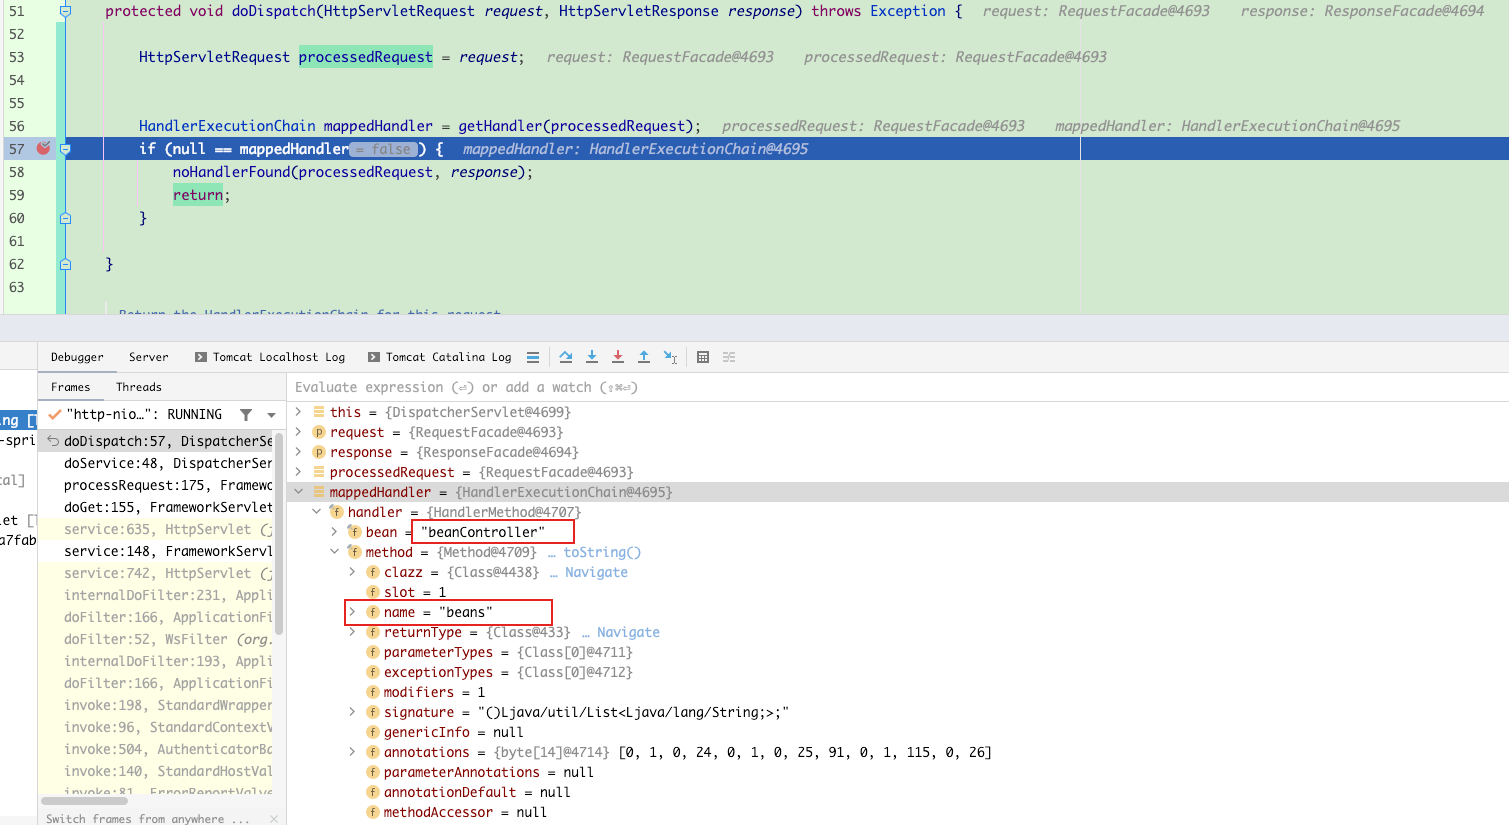 51 protected void doDispatch(HttpServletRequest request, HttpServletResponse response) throws Exception { request: RequestFacade@4693 response: ResponseFacade@4694
52
53 HttpServletRequest processedRequest = request; request: RequestFacade@4693 processedRequest: RequestFacade@4693
54
55
56 HandlerExecutionChain mappedHandler = getHandler(processedRequest); processedRequest: RequestFacade@4693 mappedHandler: HandlerExecutionChain@4695
57 if (null == mappedHandler = false ) { mappedHandler: HandlerExecutionChain@4695
58 noHandlerFound(processedRequest, response);
59 return;
60 }
61
62 }
63
Return the HandlerExecutionChain for this request
Debugger Server Tomcat Localhost Log Tomcat Catalina Log
Frames Threads
Evaluate expression (⏎) or add a watch (⇧⌘⏎)
"http-nio…": RUNNING
ing [
-spri
cal]
let [
a7fab
doDispatch:57, DispatcherSe
doService:48, DispatcherSer
processRequest:175, Framewo
doGet:155, FrameworkServlet
service:635, HttpServlet (j
service:148, FrameworkServl
service:742, HttpServlet (j
internalDoFilter:231, Appli
doFilter:166, ApplicationFi
doFilter:52, WsFilter (org.
internalDoFilter:193, Appli
doFilter:166, ApplicationFi
invoke:198, StandardWrapper
invoke:96, StandardContextV
invoke:504, AuthenticatorBa
invoke:140, StandardHostVal
invoke:81, ErrorReportValve
Switch frames from anywhere ...
this = {DispatcherServlet@4699}
request = {RequestFacade@4693}
response = {ResponseFacade@4694}
processedRequest = {RequestFacade@4693}
mappedHandler = {HandlerExecutionChain@4695}
handler = {HandlerMethod@4707}
bean = "beanController"
method = {Method@4709} … toString()
clazz = {Class@4438} … Navigate
slot = 1
name = "beans"
returnType = {Class@433} … Navigate
parameterTypes = {Class[0]@4711}
exceptionTypes = {Class[0]@4712}
modifiers = 1
signature = "()Ljava/util/List<Ljava/lang/String;>;"
genericInfo = null
annotations = {byte[14]@4714} [0, 1, 0, 24, 0, 1, 0, 25, 91, 0, 1, 115, 0, 26]
parameterAnnotations = null
annotationDefault = null
methodAccessor = null